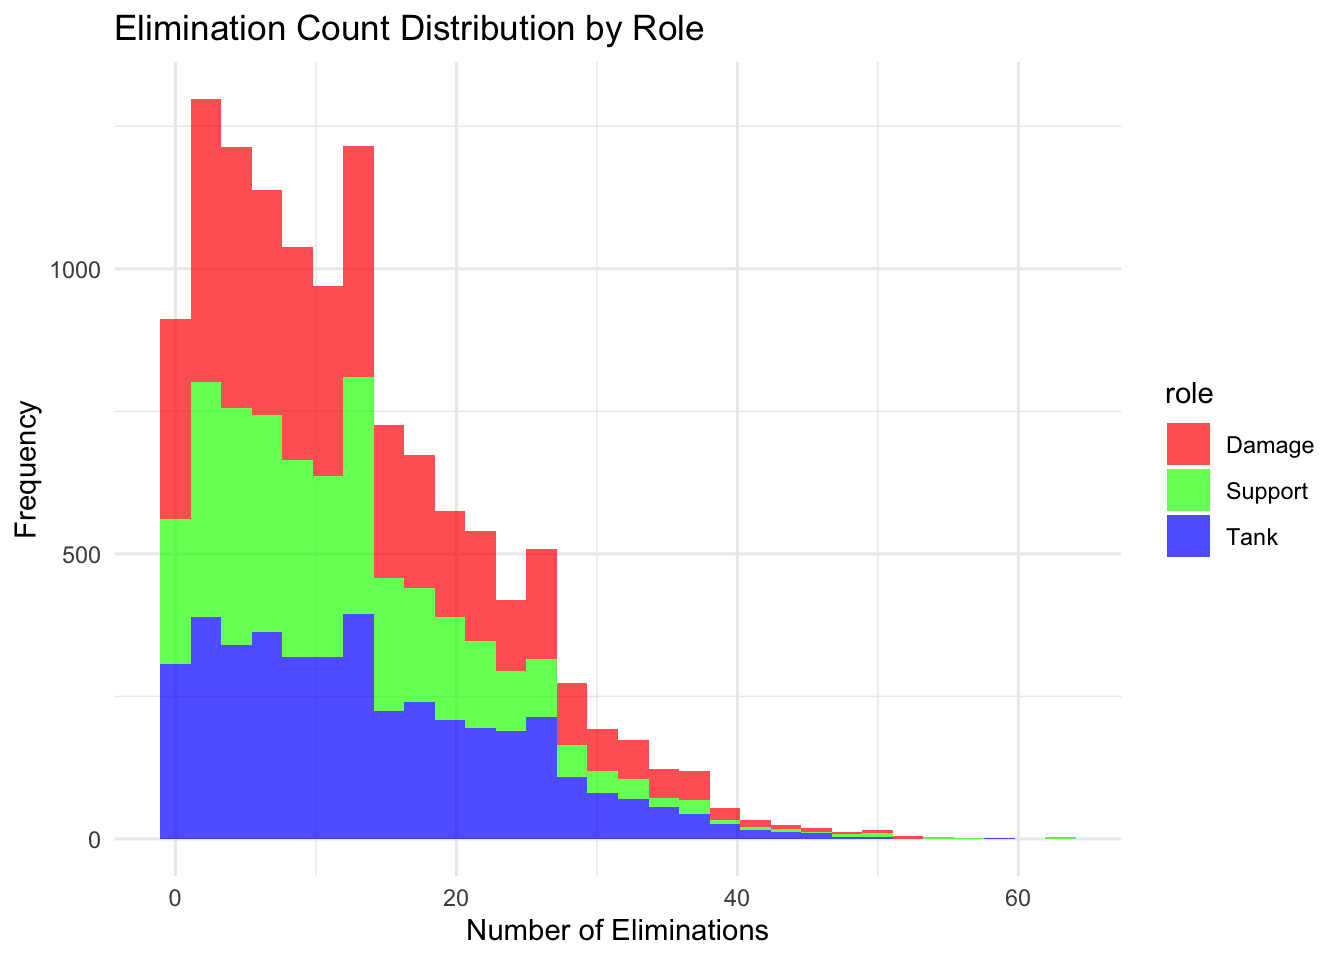 Elimination Count Distribution by Role
Frequency
1000
500
0
0
20
40
60
Number of Eliminations
role
Damage
Support
Tank